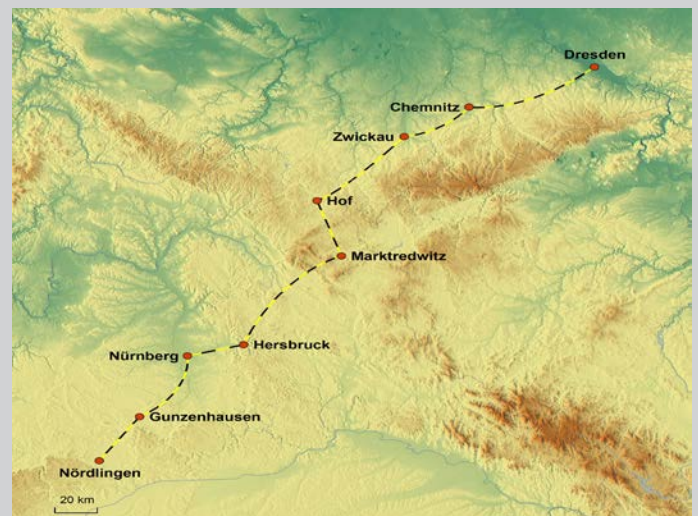 Dresden
Chemnitz
Zwickau
Hof
Marktredwitz
Hersbruck
Nürnberg
Gunzenhausen
Nördlingen
20 km